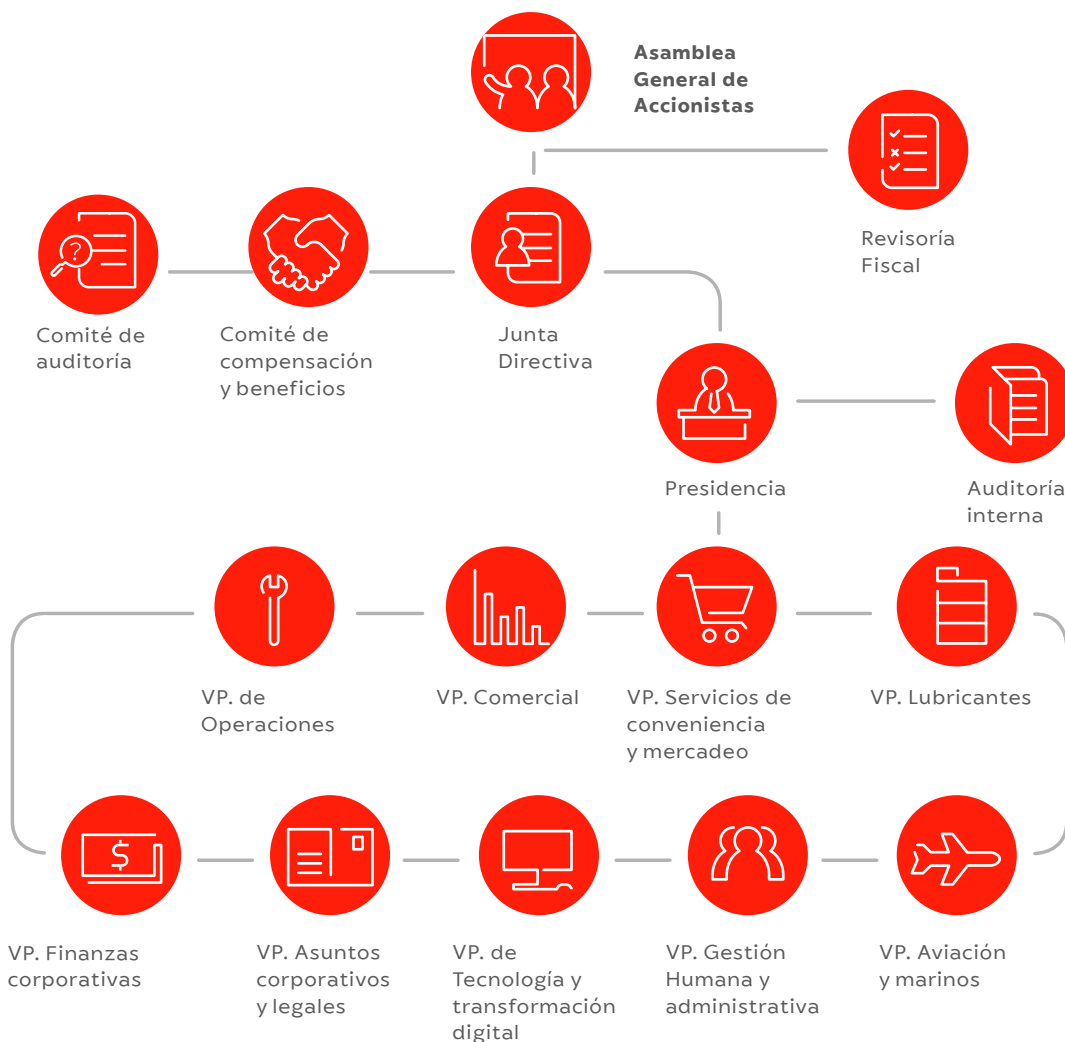 Asamblea
General de
Accionistas
Revisoría
Fiscal
?
Comité de
auditoría
Comité de
compensación
y beneficios
Junta
Directiva
Presidencia
Auditoría
interna
VP. de
Operaciones
VP. Comercial
VP. Servicios de
conveniencia
y mercadeo
VP. Lubricantes
$
VP. Finanzas
corporativas
VP. Asuntos
corporativos
y legales
VP. de
Tecnología y
transformación
digital
VP. Gestión
Humana y
administrativa
VP. Aviación
y marinos